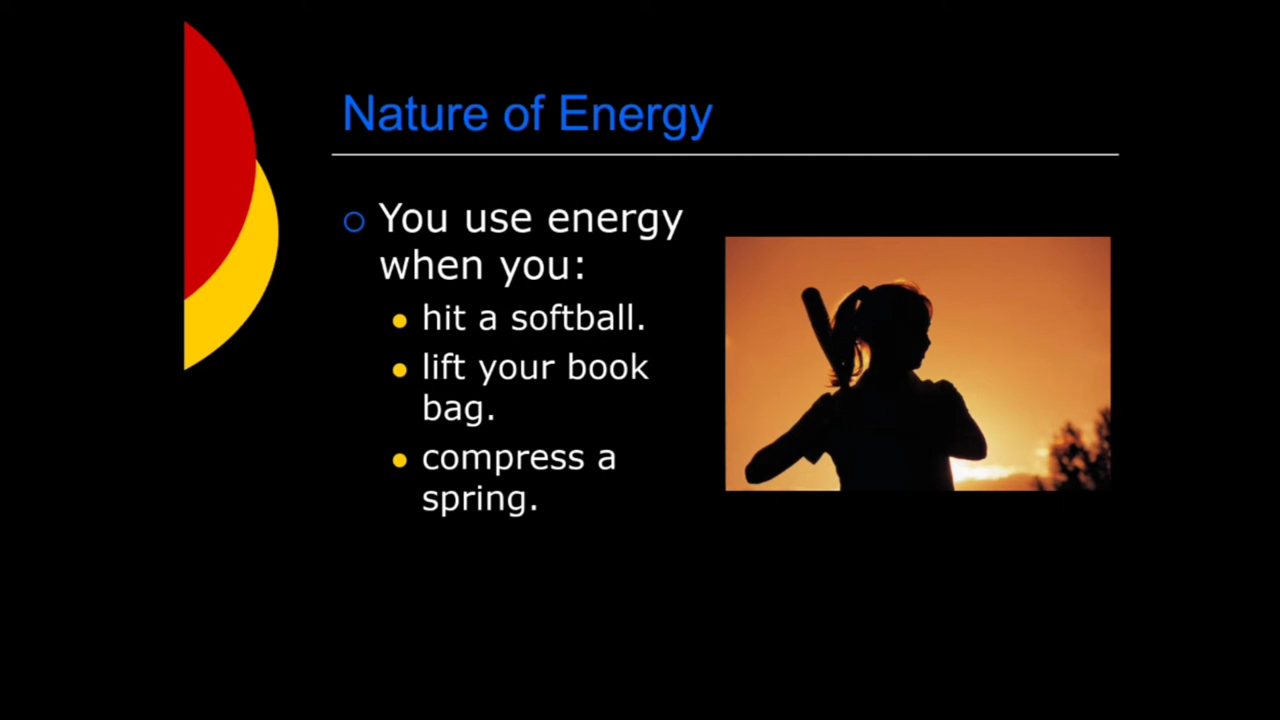 Nature of Energy
You use energy
when you:
hit a softball.
lift your book
bag.
compress a
spring.